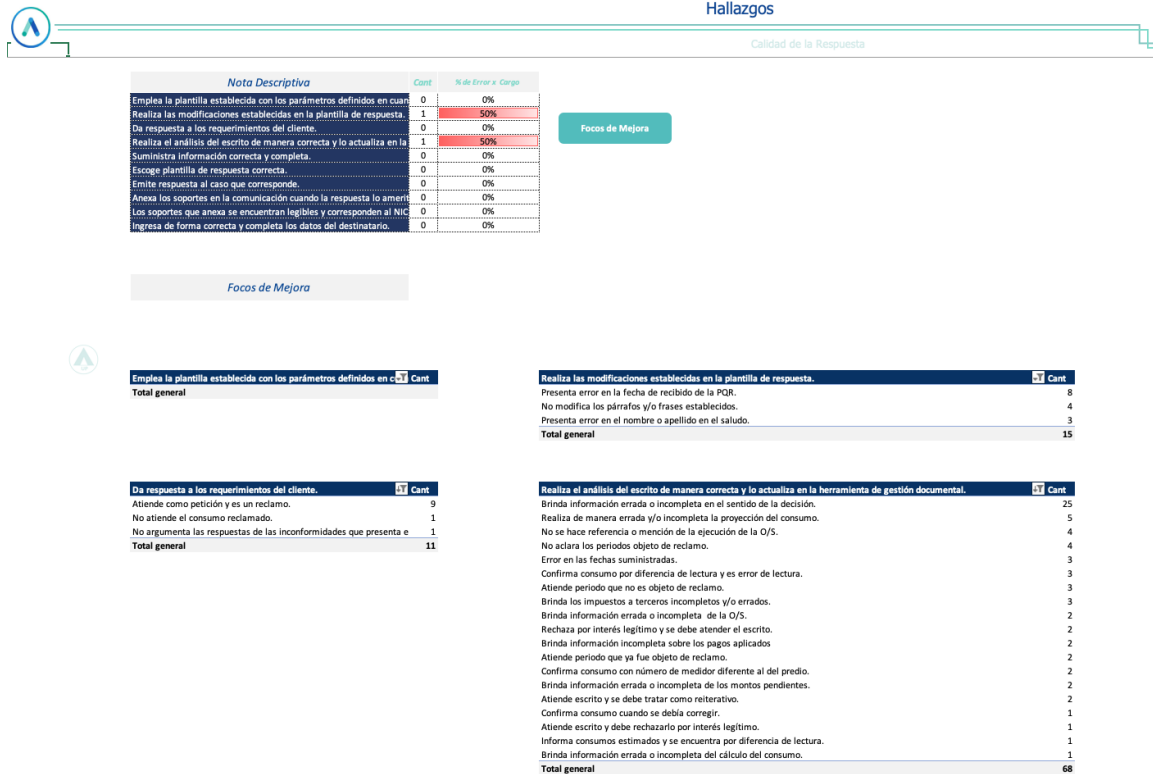 Hallazgos
Calidad de la Respuesta
Nota Descriptiva Cant % de Error x Cargo
Emplea la plantilla establecida con los parámetros definidos en cuan 0 0%
Realiza las modificaciones establecidas en la plantilla de respuesta. 1 50%
Da respuesta a los requerimientos del cliente. 0 0%
Realiza el análisis del escrito de manera correcta y lo actualiza en la 1 50%
Suministra información correcta y completa. 0 0%
Escoge plantilla de respuesta correcta. 0 0%
Emite respuesta al caso que corresponde. 0 0%
Anexa los soportes en la comunicación cuando la respuesta lo amerit 0 0%
Los soportes que anexa se encuentran legibles y corresponden al NIC 0 0%
Ingresa de forma correcta y completa los datos del destinatario. 0 0%
Focos de Mejora
Focos de Mejora
Emplea la plantilla establecida con los parámetros definidos en c Cant
Total general
Realiza las modificaciones establecidas en la plantilla de respuesta. Cant
Presenta error en la fecha de recibido de la PQR. 8
No modifica los párrafos y/o frases establecidos. 4
Presenta error en el nombre o apellido en el saludo. 3
Total general 15
Da respuesta a los requerimientos del cliente. Cant
Atiende como petición y es un reclamo. 9
No atiende el consumo reclamado. 1
No argumenta las respuestas de las inconformidades que presenta e 1
Total general 11
Realiza el análisis del escrito de manera correcta y lo actualiza en la herramienta de gestión documental. Cant
Brinda información errada o incompleta en el sentido de la decisión. 25
Realiza de manera errada y/o incompleta la proyección del consumo. 5
No se hace referencia o mención de la ejecución de la O/S. 4
No aclara los periodos objeto de reclamo. 4
Error en las fechas suministradas. 3
Confirma consumo por diferencia de lectura y es error de lectura. 3
Atiende periodo que no es objeto de reclamo. 3
Brinda los impuestos a terceros incompletos y/o errados. 3
Brinda información errada o incompleta de la O/S. 2
Rechaza por interés legítimo y se debe atender el escrito. 2
Brinda información incompleta sobre los pagos aplicados 2
Atiende periodo que ya fue objeto de reclamo. 2
Confirma consumo con número de medidor diferente al del predio. 2
Brinda información errada o incompleta de los montos pendientes. 2
Atiende escrito y se debe tratar como reiterativo. 2
Confirma consumo cuando se debía corregir. 1
Atiende escrito y debe rechazarlo por interés legítimo. 1
Informa consumos estimados y se encuentra por diferencia de lectura. 1
Brinda información errada o incompleta del cálculo del consumo. 1
Total general 68